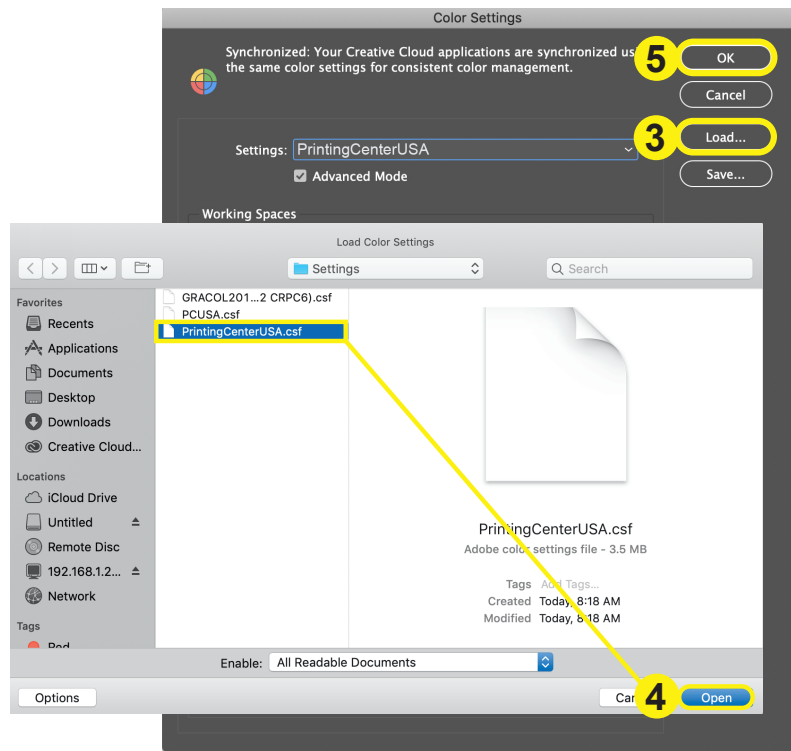 Color Settings
Synchronized: Your Creative Cloud applications are synchronized
the same color settings for consistent color management.
5
OK
Cancel
3
Load...
Settings:
PrintingCenterUSA
Save...
Advanced Mode
Working Spaces
Load Color Settings
Settings
Search
Favorites
Recents
Applications
Documents
Desktop
Downloads
Creative Cloud...
Locations
iCloud Drive
Untitled
Remote Disc
192.168.1.2...
Network
Tags
Red
GRACOL201...2 CRPC6).csf
PCUSA.csf
PrintingCenterUSA.csf
PrintingCenterUSA.csf
Adobe color settings file - 3.5 MB
Tags Add Tags...
Created Today, 8:18 AM
Modified Today, 8:18 AM
Enable: All Readable Documents
Options
4
Open